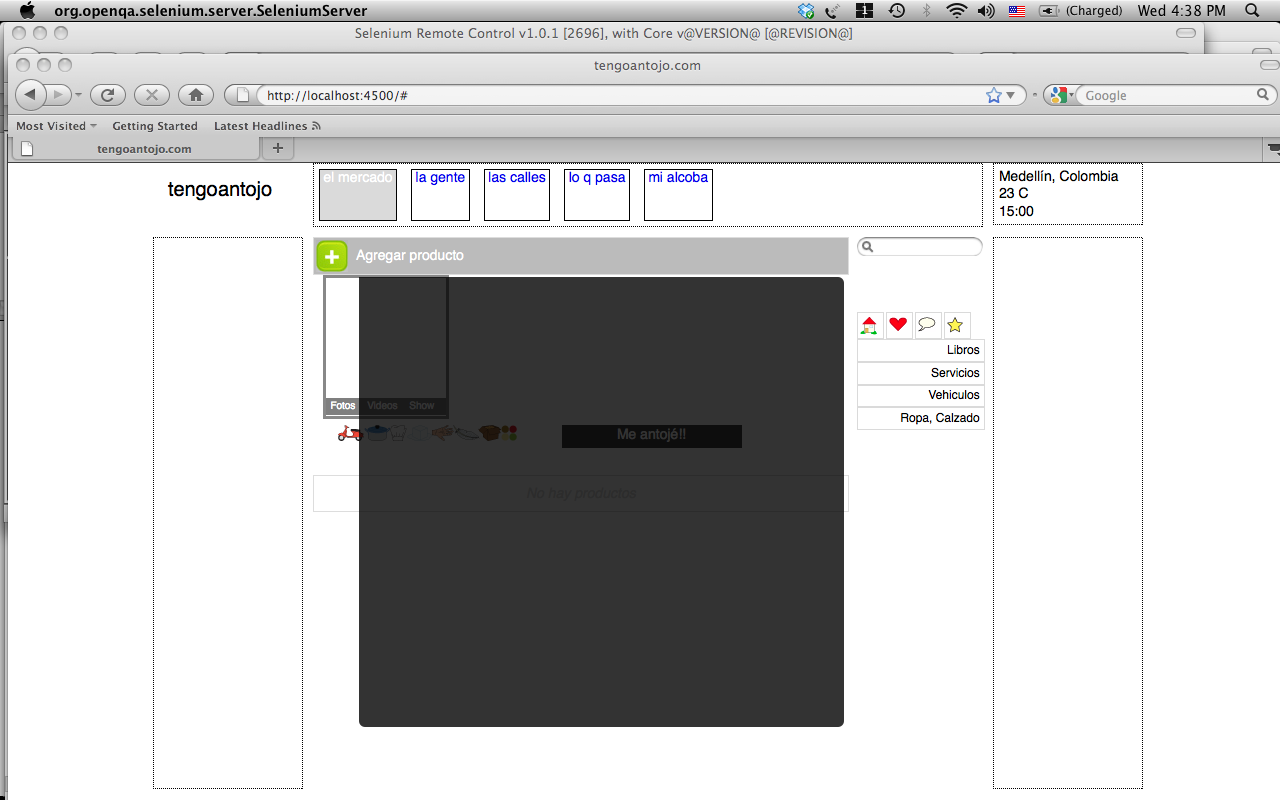 org.openqa.selenium.server.SeleniumServer
1
(Charged)
Wed 4:38 PM
Selenium Remote Control v1.0.1 [2696], with Core v@VERSION@ [@REVISION@]
tengoantojo.com
http://localhost:4500/#
Google
Most Visited
Getting Started
Latest Headlines
tengoantojo.com
tengoantojo
el mercado
la gente
las calles
lo q pasa
mi alcoba
Medellín, Colombia
23 C
15:00
Agregar producto
Fotos
Videos
Show
Me antojé!!
No hay productos
Libros
Servicios
Vehiculos
Ropa, Calzado